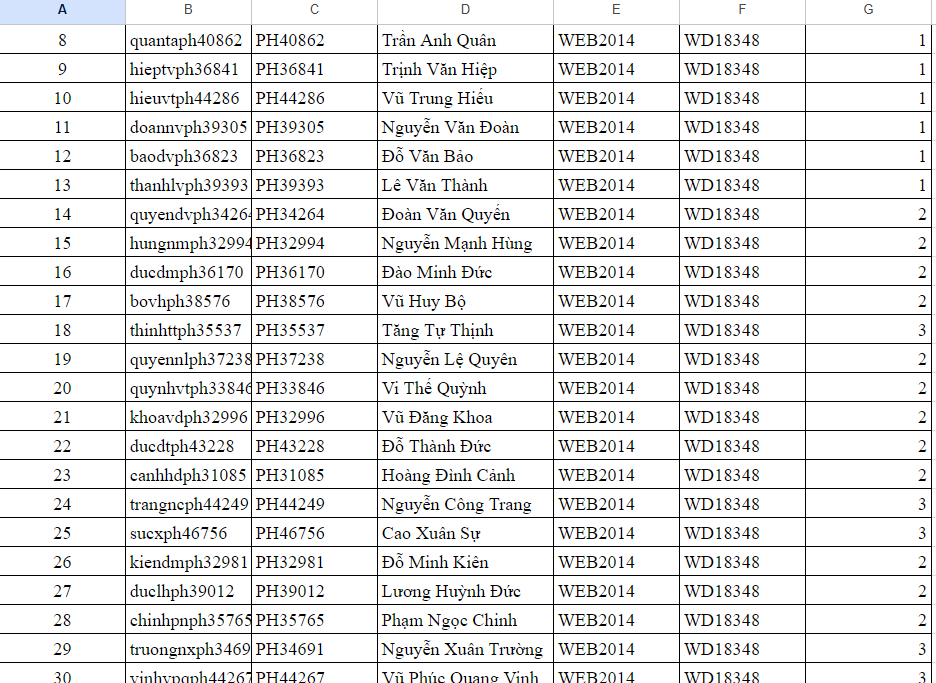 A B C D E F G
8 quantaph40862 PH40862 Trần Anh Quân WEB2014 WD18348 1
9 hieptvph36841 PH36841 Trịnh Văn Hiệp WEB2014 WD18348 1
10 hieuvtph44286 PH44286 Vũ Trung Hiếu WEB2014 WD18348 1
11 doannvph39305 PH39305 Nguyễn Văn Đoàn WEB2014 WD18348 1
12 baodvph36823 PH36823 Đỗ Văn Bảo WEB2014 WD18348 1
13 thanhlvph39393 PH39393 Lê Văn Thành WEB2014 WD18348 1
14 quyendvph34264 PH34264 Đoàn Văn Quyến WEB2014 WD18348 2
15 hungnmph32994 PH32994 Nguyễn Mạnh Hùng WEB2014 WD18348 2
16 ducdmph36170 PH36170 Đào Minh Đức WEB2014 WD18348 2
17 bovhph38576 PH38576 Vũ Huy Bộ WEB2014 WD18348 2
18 thinhttph35537 PH35537 Tăng Tự Thịnh WEB2014 WD18348 3
19 quyennlph37238 PH37238 Nguyễn Lệ Quyên WEB2014 WD18348 2
20 quynhvtph33846 PH33846 Vi Thế Quỳnh WEB2014 WD18348 2
21 khoavdph32996 PH32996 Vũ Đăng Khoa WEB2014 WD18348 2
22 ducdtph43228 PH43228 Đỗ Thành Đức WEB2014 WD18348 2
23 canhhdph31085 PH31085 Hoàng Đình Cảnh WEB2014 WD18348 2
24 trangncph44249 PH44249 Nguyễn Công Trang WEB2014 WD18348 3
25 sucxph46756 PH46756 Cao Xuân Sự WEB2014 WD18348 3
26 kiendmph32981 PH32981 Đỗ Minh Kiên WEB2014 WD18348 2
27 duclhph39012 PH39012 Lương Huỳnh Đức WEB2014 WD18348 2
28 chinhpnph35765 PH35765 Phạm Ngọc Chinh WEB2014 WD18348 2
29 truongnxph3469 PH34691 Nguyễn Xuân Trường WEB2014 WD18348 3
30 vinhvpqph44267 PH44267 Vũ Phúc Quang Vinh WEB2014 WD18348 3